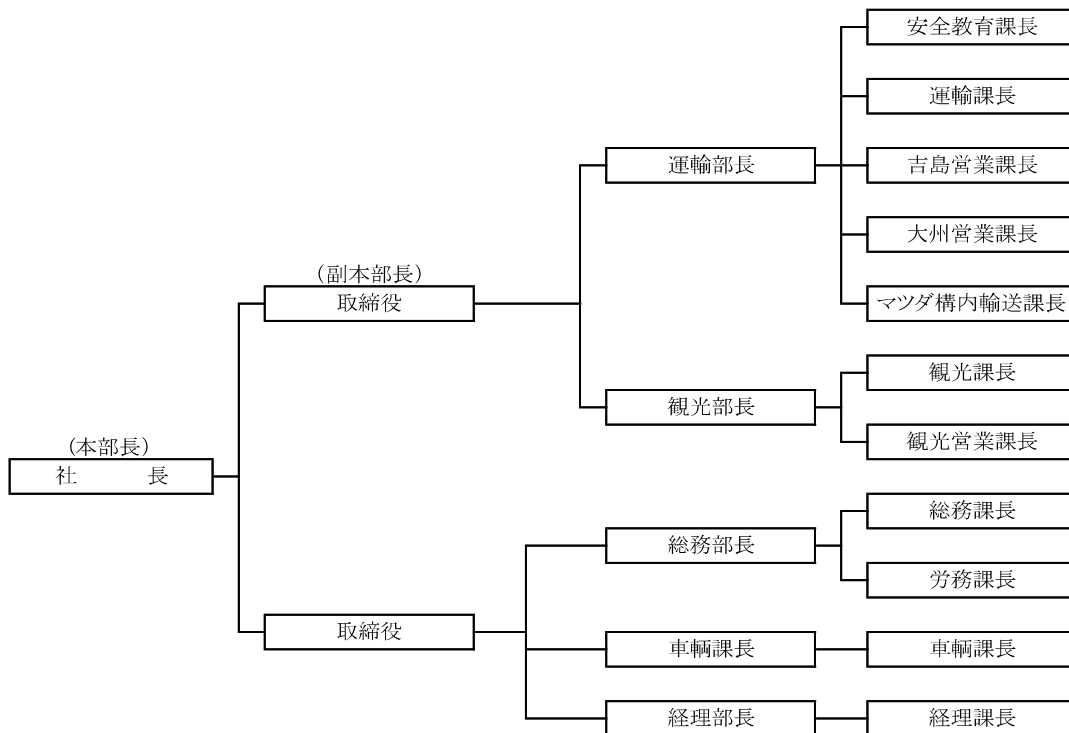 安全教育課長
運輸課長
運輸部長
吉島営業課長
大州営業課長
(副本部長)
取締役
マツダ構内輸送課長
観光課長
観光部長
観光営業課長
(本部長)
社　　　長
総務課長
総務部長
労務課長
取締役
車輌課長
車輌課長
経理部長
経理課長